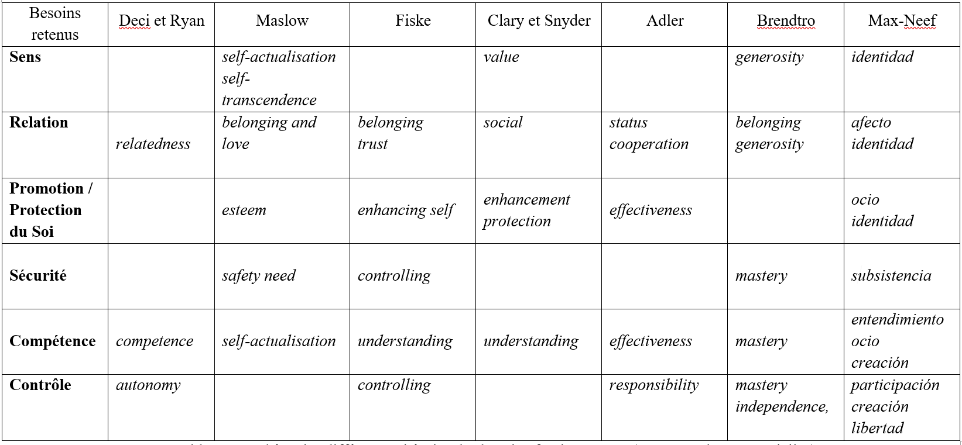 Besoins retenus | Deci et Ryan | Maslow | Fiske | Clary et Snyder | Adler | Brendtro | Max-Neef
Sens | | self-actualisation self-transcendence | | value | | generosity | identidad
Relation | relatedness | belonging and love | belonging trust | social | status cooperation | belonging generosity | afecto identidad
Promotion / Protection du Soi | | esteem | enhancing self | enhancement protection | effectiveness | | ocio identidad
Sécurité | | safety need | controlling | | | mastery | subsistencia
Compétence | competence | self-actualisation | understanding | understanding | effectiveness | mastery | entendimiento ocio creación
Contrôle | autonomy | | controlling | | responsibility | mastery independence, | participación creación libertad